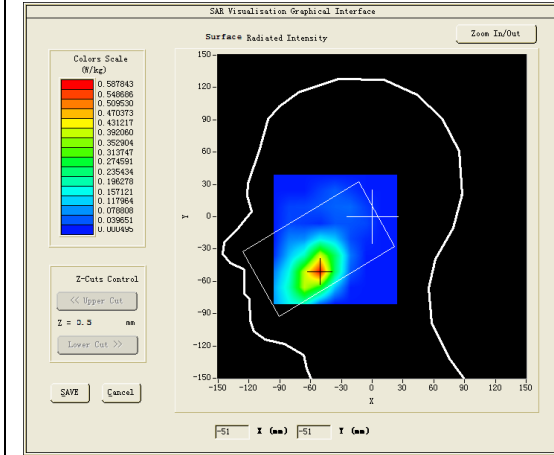 SAR Visualisation Graphical Interface
Surface Radiated Intensity
Zoom In/Out
Colors Scale
(W/kg)
0.587843
0.548686
0.509530
0.470373
0.431217
0.392060
0.352904
0.313747
0.274591
0.235434
0.196278
0.157121
0.117964
0.078808
0.039651
0.000495
150
120
90
60
30
0
-30
-60
-90
-120
-150
Y
-150 -120 -90 -60 -30 0 30 60 90 120 150
X
Z-Cuts Control
<< Upper Cut
Z = 0.5 mm
Lower Cut >>
SAVE Cancel
-51 X (mm) -51 Y (mm)